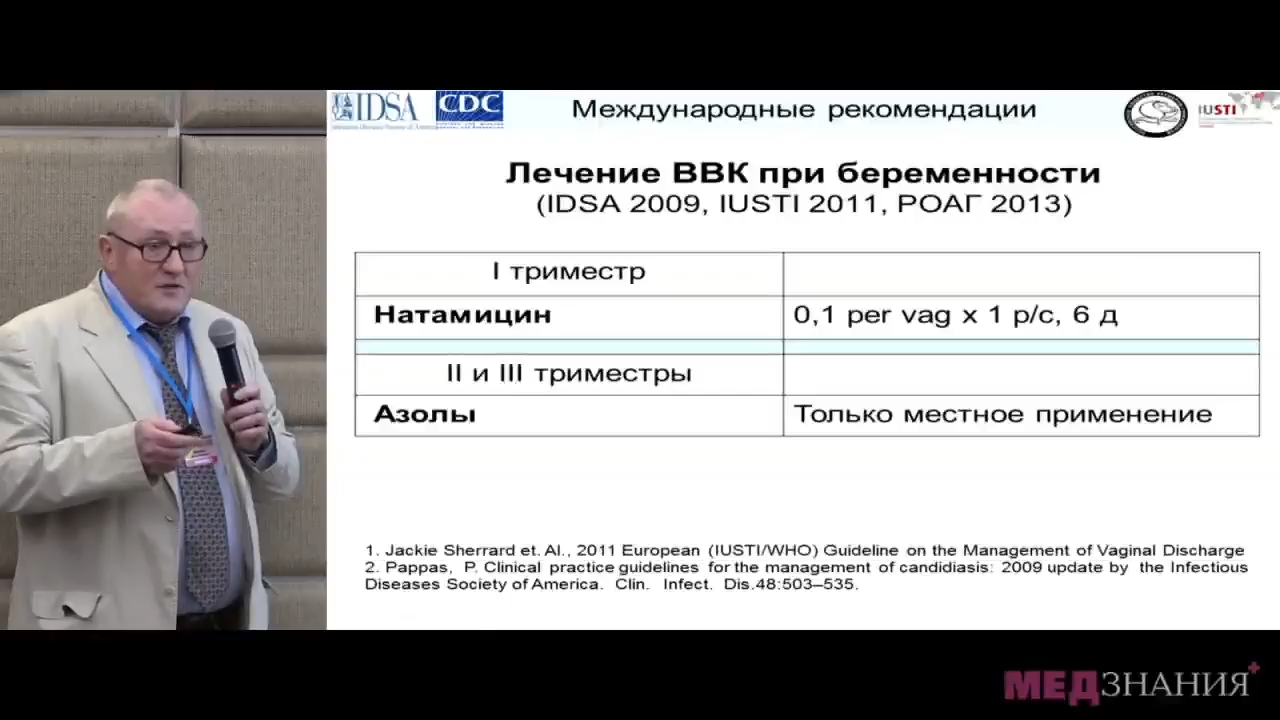 IDSA
CDC
Международные рекомендации
IUSTI
Лечение ВВК при беременности
(IDSA 2009, IUSTI 2011, РОАГ 2013)
I триместр
Натамицин
0,1 per vag x 1 р/с, 6 д
II и III триместры
Азолы
Только местное применение
1. Jackie Sherrard et. Al., 2011 European (IUSTI/WHO) Guideline on the Management of Vaginal Discharge
2. Pappas, P. Clinical practice guidelines for the management of candidiasis: 2009 update by the Infectious
Diseases Society of America. Clin. Infect. Dis.48:503–535.
МЕДЗНАНИЯ+